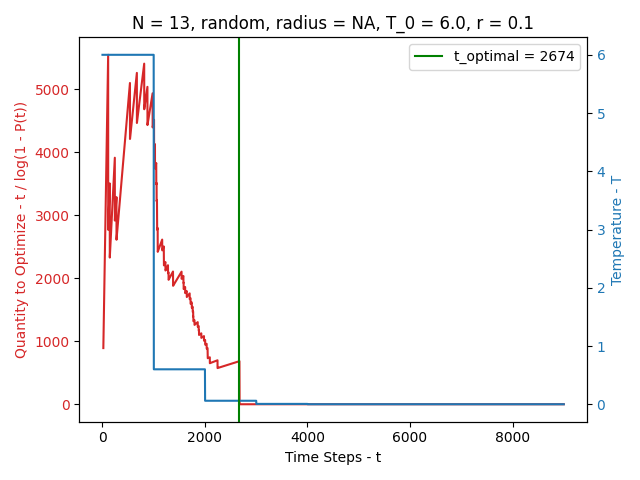 N = 13, random, radius = NA, T_0 = 6.0, r = 0.1
t_optimal = 2674
Quantity to Optimize - t / log(1 - P(t))
5000
4000
3000
2000
1000
0
6
5
4
3
2
1
0
Temperature - T
0 2000 4000 6000 8000
Time Steps - t